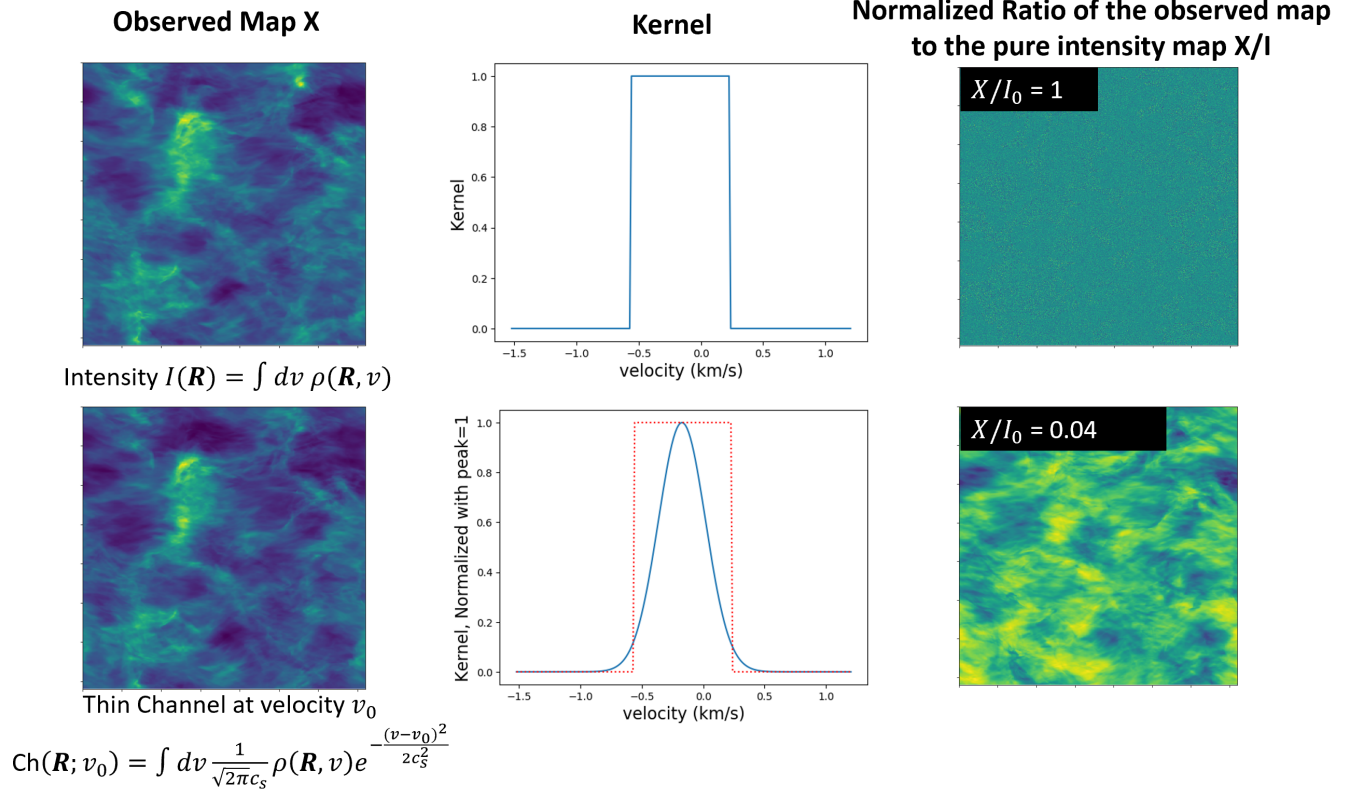 Observed Map X
Kernel
Normalized Ratio of the observed map
to the pure intensity map X/I
X/I₀ = 1
1.0
0.8
0.6
0.4
0.2
0.0
Kernel
−1.5 −1.0 −0.5 0.0 0.5 1.0
velocity (km/s)
Intensity I(R) = ∫ dv ρ(R, v)
X/I₀ = 0.04
1.0
0.8
0.6
0.4
0.2
0.0
Kernel, Normalized with peak=1
−1.5 −1.0 −0.5 0.0 0.5 1.0
velocity (km/s)
Thin Channel at velocity v₀
Ch(R; v₀) = ∫ dv 1/(√(2π)cₛ) ρ(R, v)e^(−(v−v₀)²/(2cₛ²))